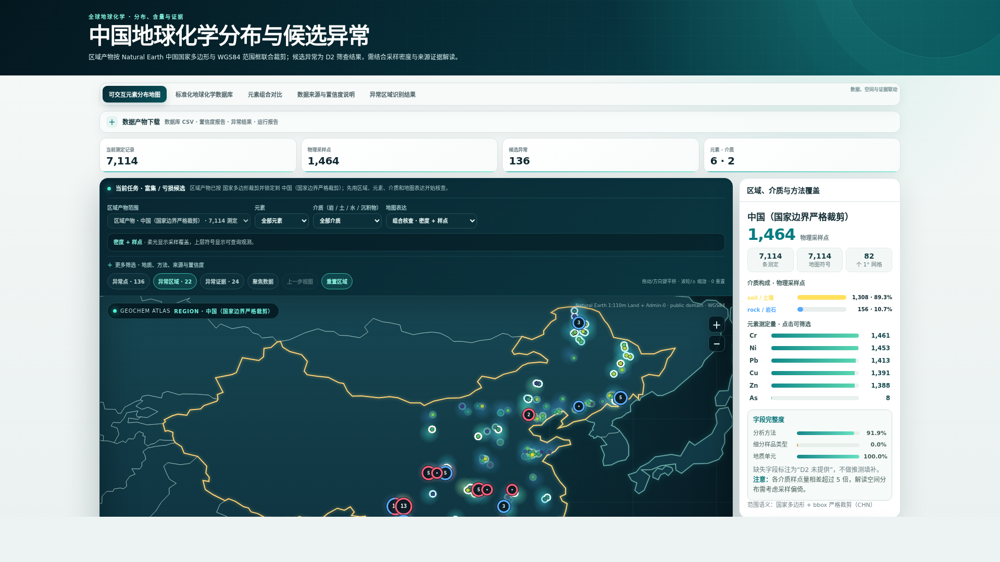 全球地球化学 · 分布、含量与证据
中国地球化学分布与候选异常
区域产物按 Natural Earth 中国国家多边形与 WGS84 范围框联合裁剪；候选异常为 D2 筛查结果，需结合采样密度与来源证据解读。
可交互元素分布地图 标准化地球化学数据库 元素组合对比 数据来源与置信度说明 异常区域识别结果 数据、空间与证据联动
+ 数据产物下载 数据库 CSV · 置信度报告 · 异常结果 · 运行报告
当前测定记录
7,114
物理采样点
1,464
候选异常
136
元素 · 介质
6 · 2
当前任务 · 富集 / 亏损候选 区域产物已按 国家多边形裁剪并锁定到 中国（国家边界严格裁剪）；先用区域、元素、介质和地图表达开始核查。
区域产物范围 元素 介质（岩 / 土 / 水 / 沉积物） 地图表达
区域产物 · 中国（国家边界严格裁剪） · 7,114 测定 全部元素 全部介质 组合核查 · 密度 + 样点
密度 + 样点 · 柔光显示采样覆盖，上层符号显示可查询观测。
+ 更多筛选 · 地质、方法、来源与置信度
异常点 · 136 异常区域 · 22 异常证据 · 24 聚焦数据 上一步视图 重置区域 拖动/方向键平移 · 滚轮/± 缩放 · 0 重置
GEOCHEM ATLAS REGION · 中国（国家边界严格裁剪）
Natural Earth 1:110m Land + Admin-0 · public domain · WGS84
+
−
3
5
2
5 5
5
13
3
区域、介质与方法覆盖
中国（国家边界严格裁剪）
1,464 物理采样点
7,114 7,114 82
条测定 地图符号 个 1° 网格
介质构成 · 物理采样点
soil / 土壤 1,308 · 89.3%
rock / 岩石 156 · 10.7%
元素测定量 · 点击可筛选
Cr 1,461
Ni 1,453
Pb 1,413
Cu 1,391
Zn 1,388
As 8
字段完整度
分析方法 91.9%
细分样品类型 0.0%
地质单元 100.0%
缺失字段标注为“D2 未提供”，不做推测填补。
注意：各介质样点量相差超过 5 倍，解读空间分
布需考虑采样偏倚。
范围语义：国家多边形 + bbox 严格裁剪（CHN）